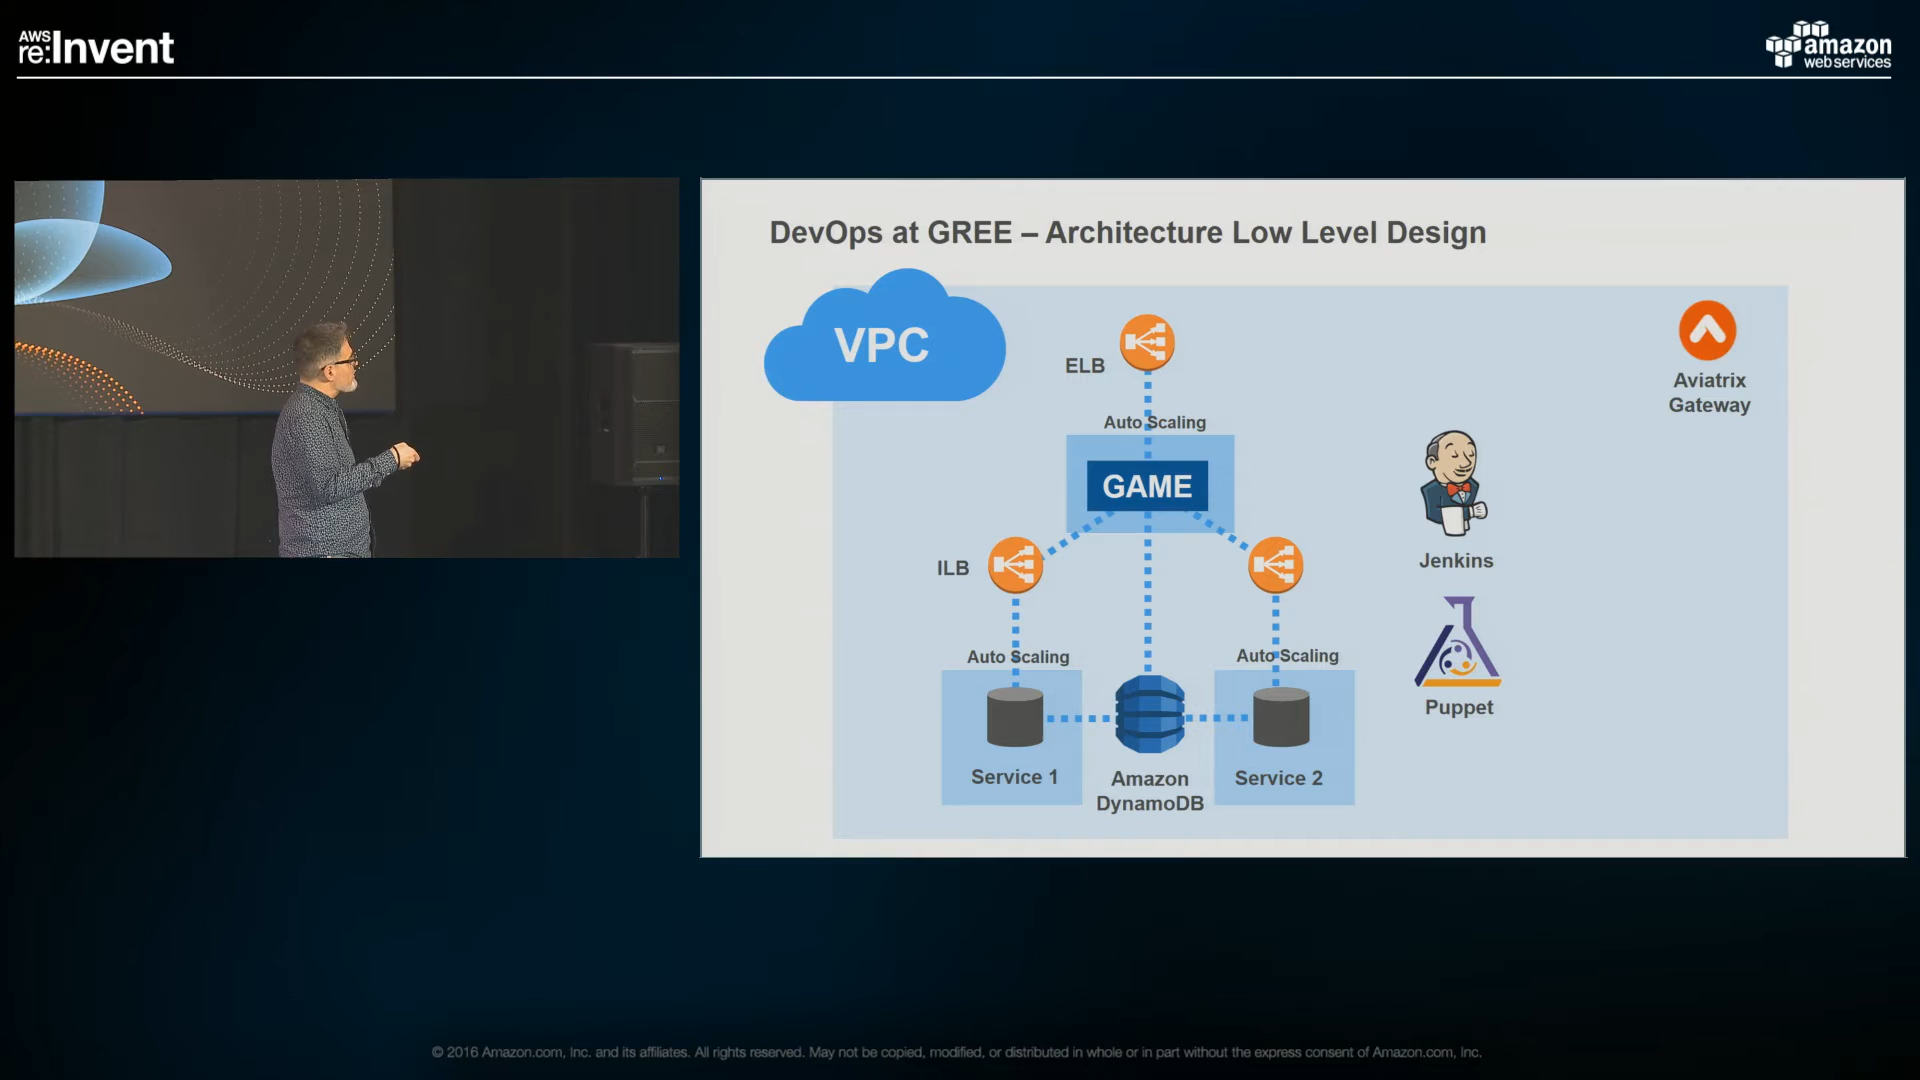 AWS
re:Invent
amazon
web services
DevOps at GREE – Architecture Low Level Design
VPC
ELB
Aviatrix
Gateway
Auto Scaling
GAME
Jenkins
ILB
Auto Scaling
Auto Scaling
Puppet
Service 1
Amazon
DynamoDB
Service 2
© 2016 Amazon.com, Inc. and its affiliates. All rights reserved. May not be copied, modified, or distributed in whole or in part without the express consent of Amazon.com, Inc.